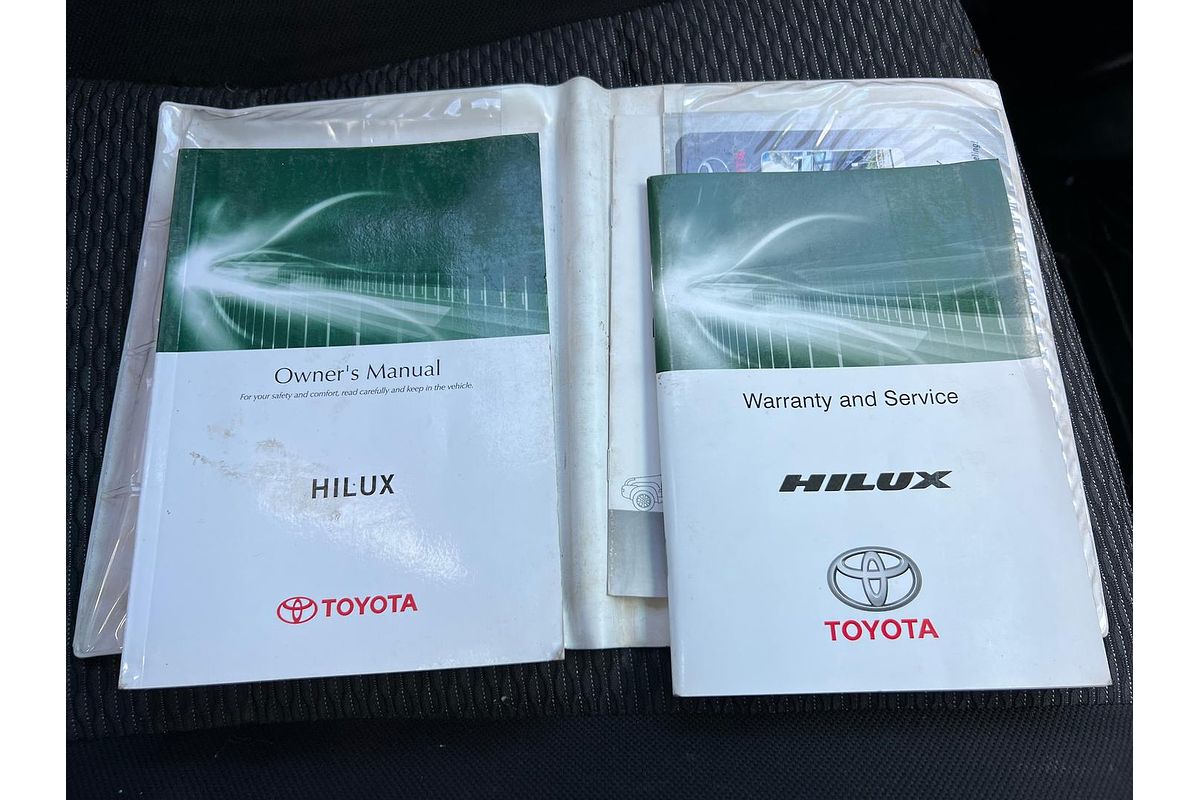 Owner's Manual
For your safety and comfort, read carefully and keep in the vehicle.
HILUX
TOYOTA
TOYOTA
Warranty and Service
HILUX
TOYOTA